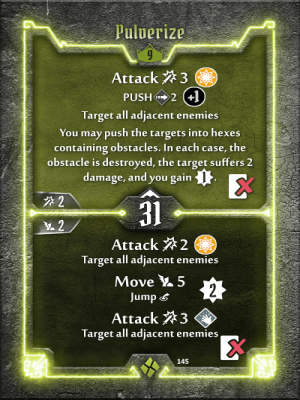 Pulverize
9
Attack 3
PUSH 2 +1
Target all adjacent enemies
You may push the targets into hexes
containing obstacles. In each case, the
obstacle is destroyed, the target suffers 2
damage, and you gain 1.
2
31
2
Attack 2
Target all adjacent enemies
Move 5
Jump 2
Attack 3
Target all adjacent enemies
145